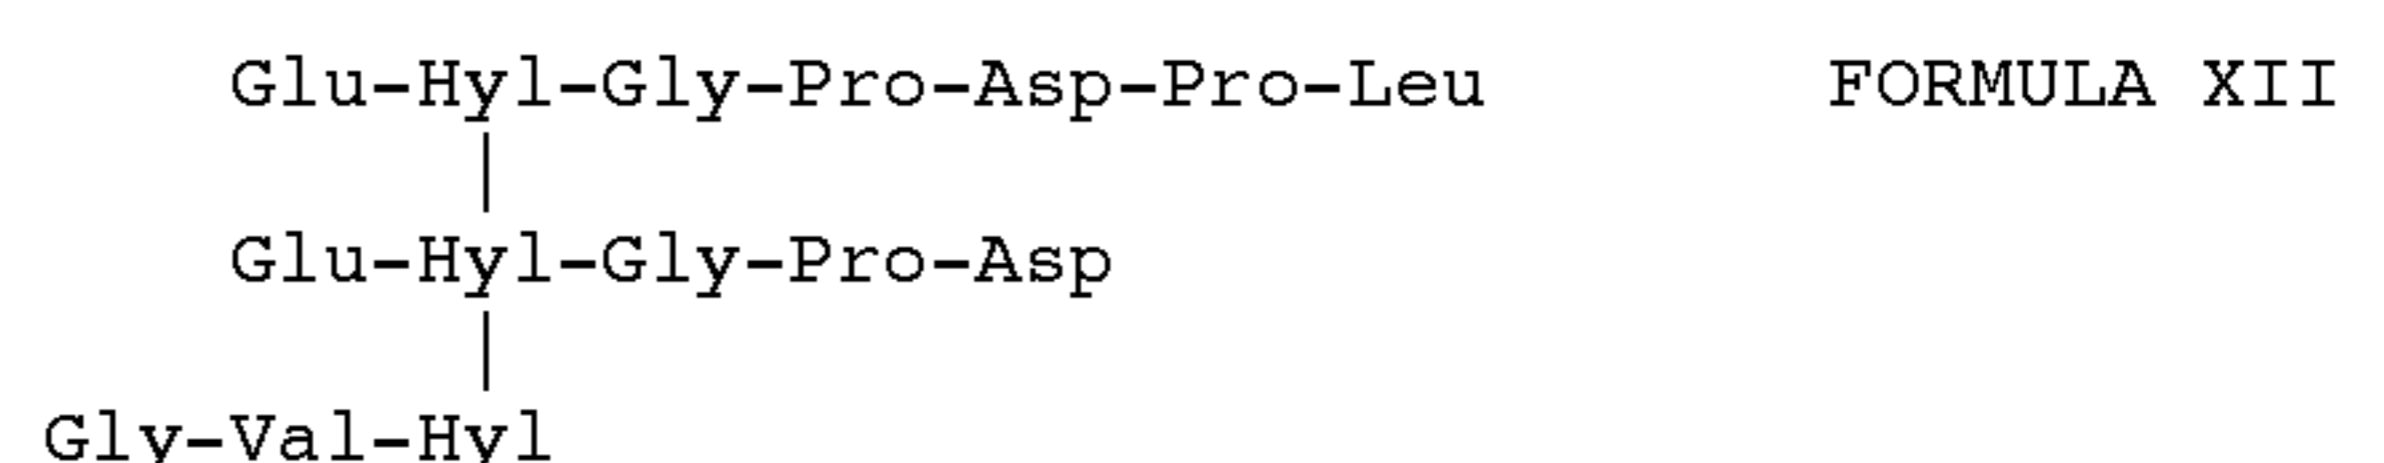 Glu-Hyl-Gly-Pro-Asp-Pro-Leu FORMULA XII
Glu-Hyl-Gly-Pro-Asp
Gly-Val-Hyl